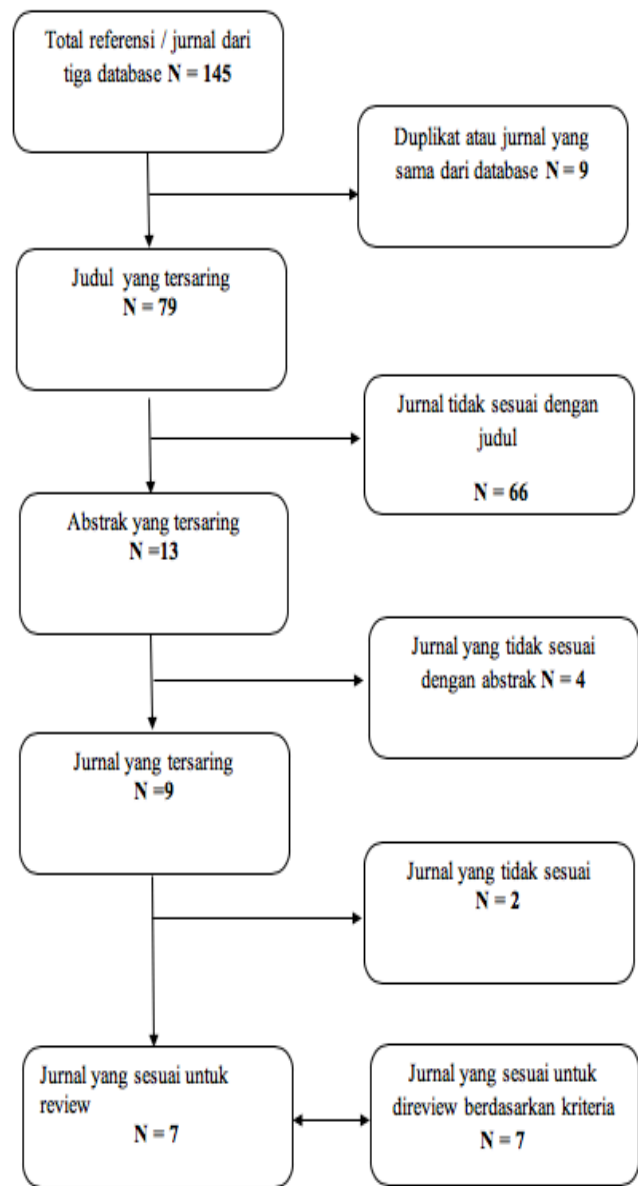 Total referensi / jurnal dari
tiga database N = 145
Duplikat atau jurnal yang
sama dari database N = 9
Judul yang tersaring
N = 79
Jurnal tidak sesuai dengan
judul
N = 66
Abstrak yang tersaring
N =13
Jurnal yang tidak sesuai
dengan abstrak N = 4
Jurnal yang tersaring
N =9
Jurnal yang tidak sesuai
N = 2
Jurnal yang sesuai untuk
review
N = 7
Jurnal yang sesuai untuk
direview berdasarkan kriteria
N = 7